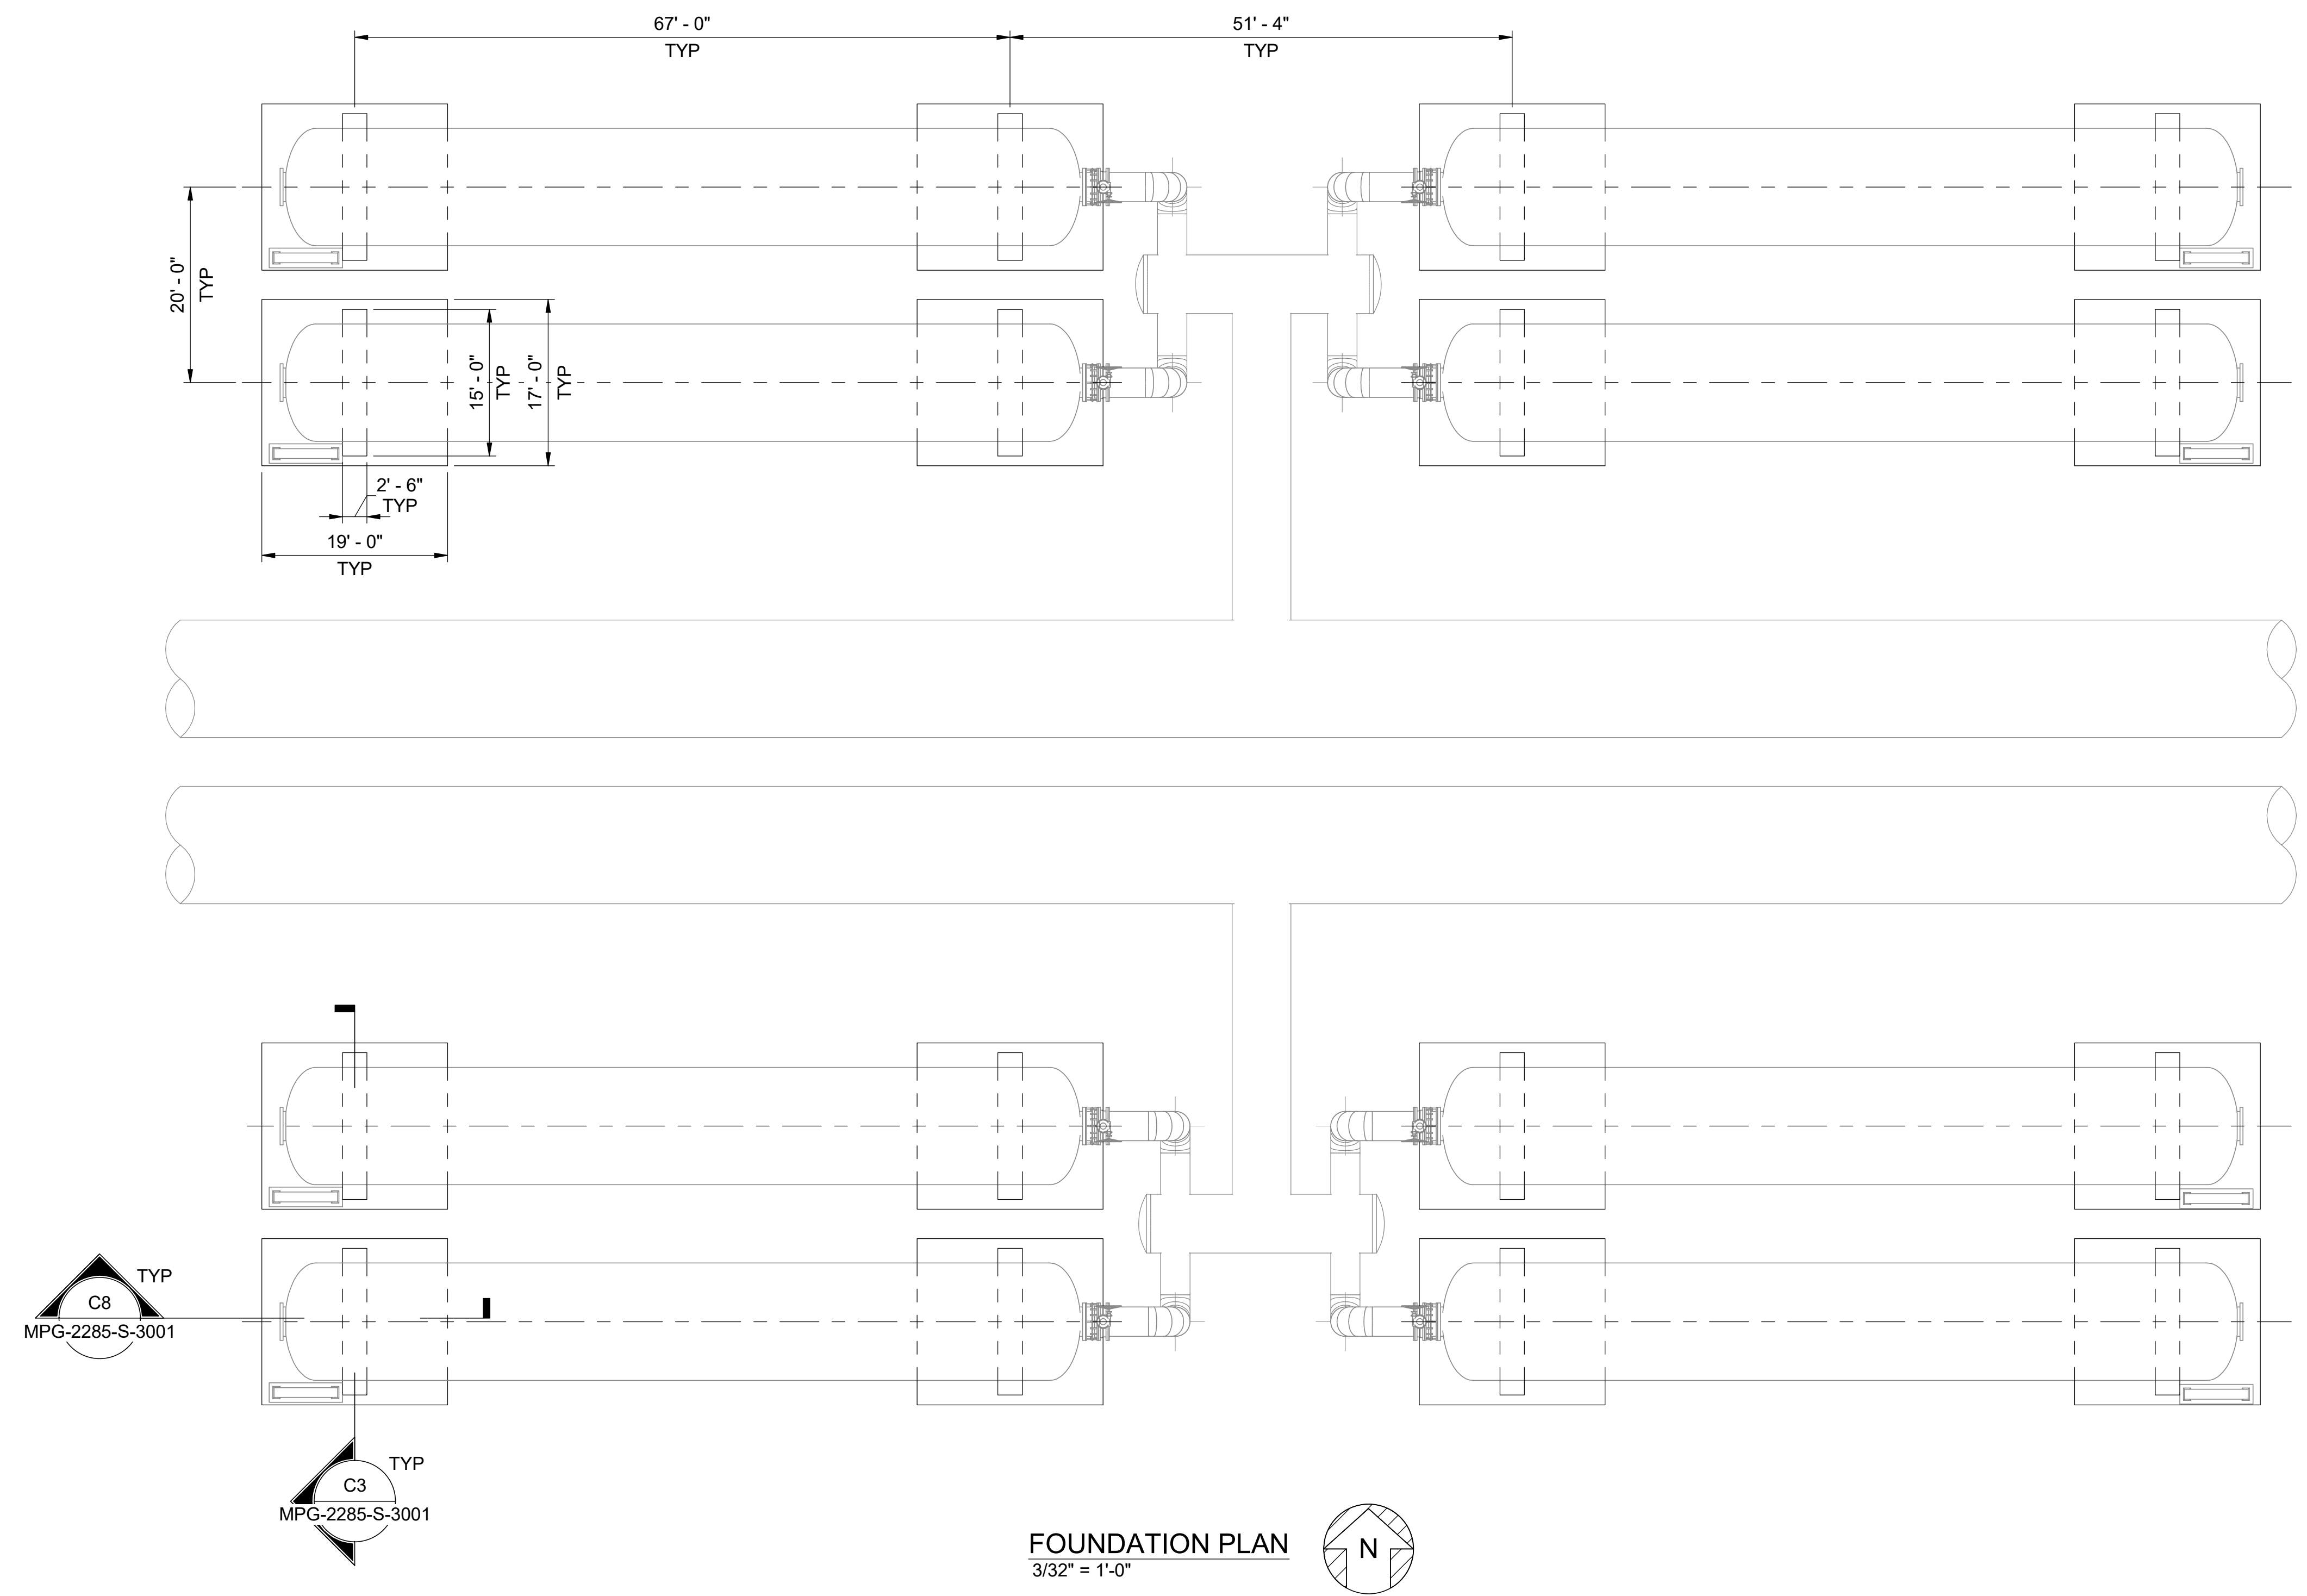 67' - 0"
TYP
51' - 4"
TYP
20' - 0"
TYP
15' - 0"
TYP
17' - 0"
TYP
2' - 6"
TYP
19' - 0"
TYP
TYP
C8
MPG-2285-S-3001
TYP
C3
MPG-2285-S-3001
FOUNDATION PLAN
3/32" = 1'-0"
N